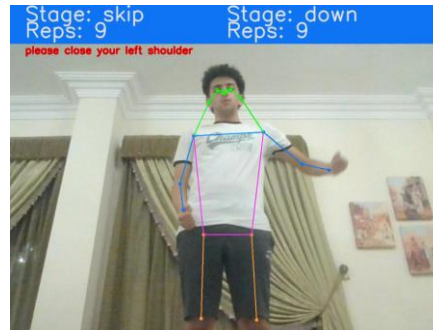 Stage: skip
Reps: 9
Stage: down
Reps: 9
please close your left shoulder